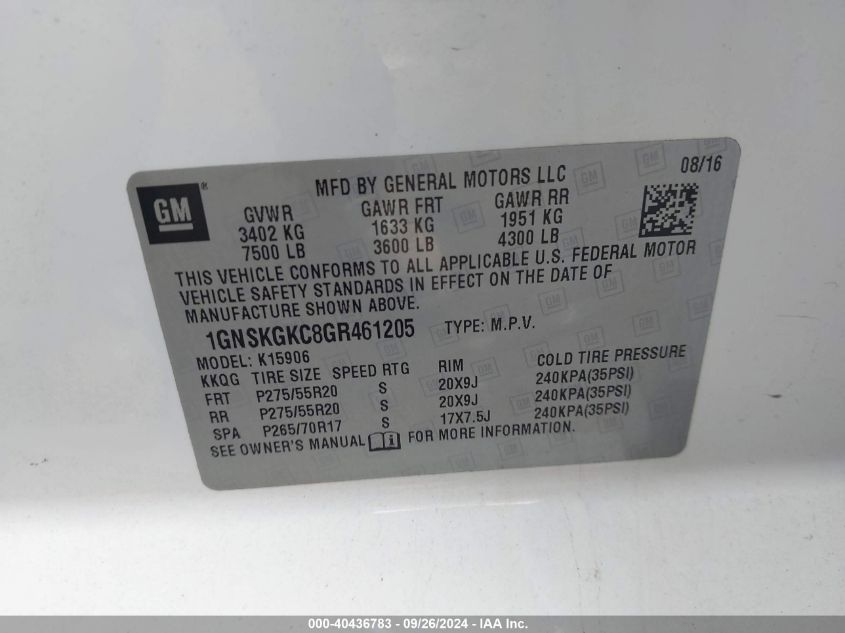 GM ®
MFD BY GENERAL MOTORS LLC 08/16
GVWR GAWR FRT GAWR RR
3402 KG 1633 KG 1951 KG
7500 LB 3600 LB 4300 LB
THIS VEHICLE CONFORMS TO ALL APPLICABLE U.S. FEDERAL MOTOR
VEHICLE SAFETY STANDARDS IN EFFECT ON THE DATE OF
MANUFACTURE SHOWN ABOVE.
1GNSKGKC8GR461205 TYPE: M.P.V.
MODEL: K15906
KKQG TIRE SIZE SPEED RTG RIM COLD TIRE PRESSURE
FRT P275/55R20 S 20X9J 240KPA(35PSI)
RR P275/55R20 S 20X9J 240KPA(35PSI)
SPA P265/70R17 S 17X7.5J 240KPA(35PSI)
SEE OWNER'S MANUAL FOR MORE INFORMATION.
000-40436783 - 09/26/2024 - IAA Inc.